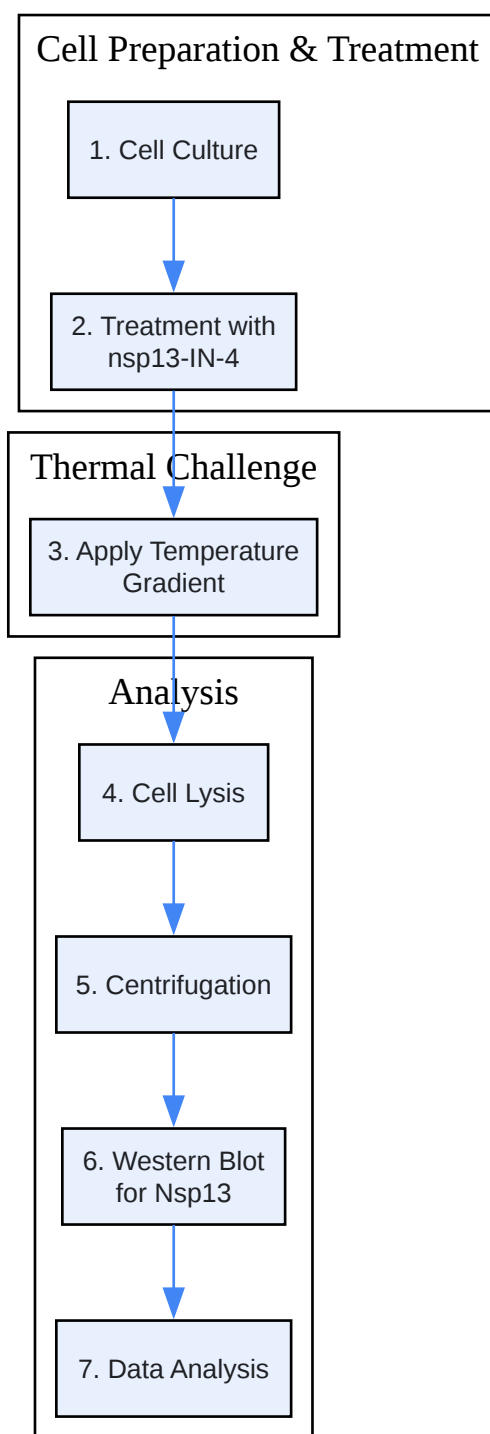 Cell Preparation & Treatment
1. Cell Culture
2. Treatment with
nsp13-IN-4
Thermal Challenge
3. Apply Temperature
Gradient
Analysis
4. Cell Lysis
5. Centrifugation
6. Western Blot
for Nsp13
7. Data Analysis